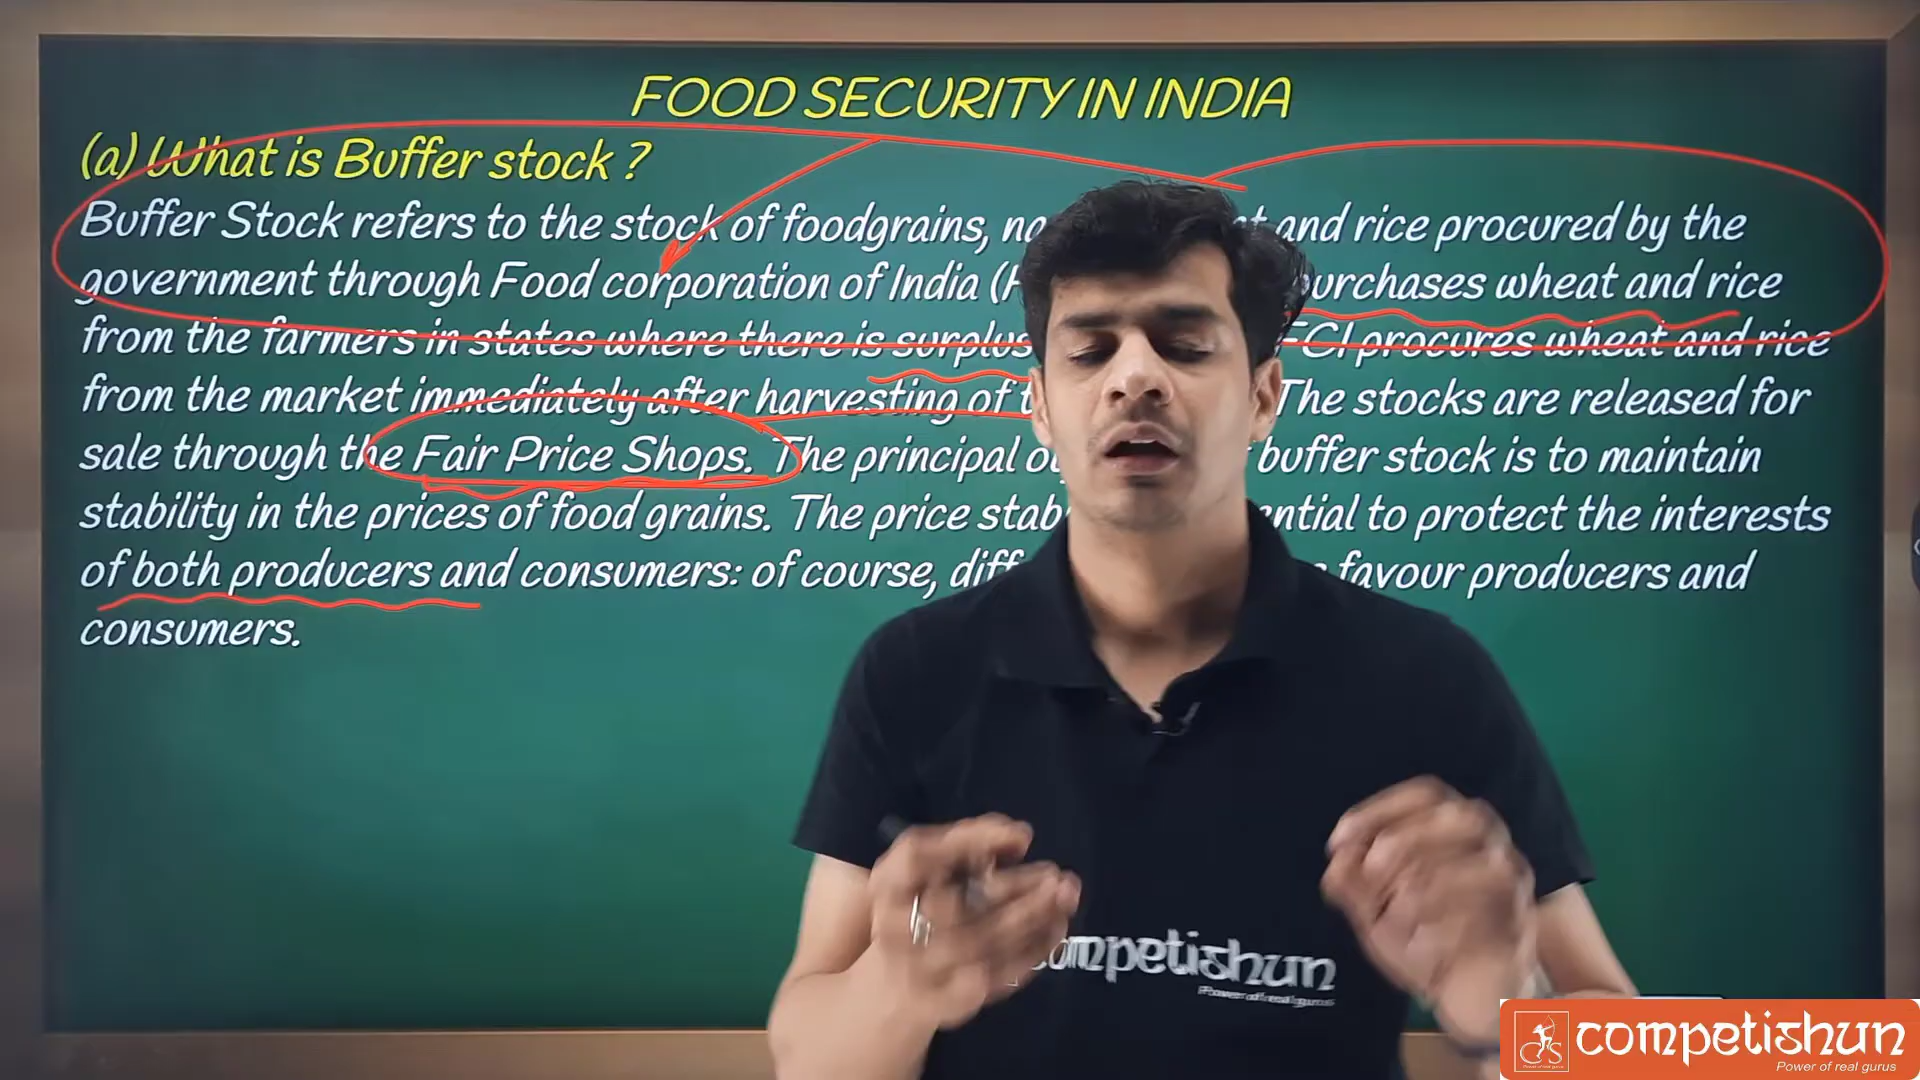 FOOD SECURITY IN INDIA
(a) What is Buffer stock ?
Buffer Stock refers to the stock of foodgrains, and rice procured by the
government through Food corporation of India ( purchases wheat and rice
from the farmers in states where there is surplus FCI procures wheat and rice
from the market immediately after harvesting of The stocks are released for
sale through the Fair Price Shops. The principal buffer stock is to maintain
stability in the prices of food grains. The price to protect the interests
of both producers and consumers: of course, favour producers and
consumers.
competishun
Power of real gurus
competishun
Power of real gurus